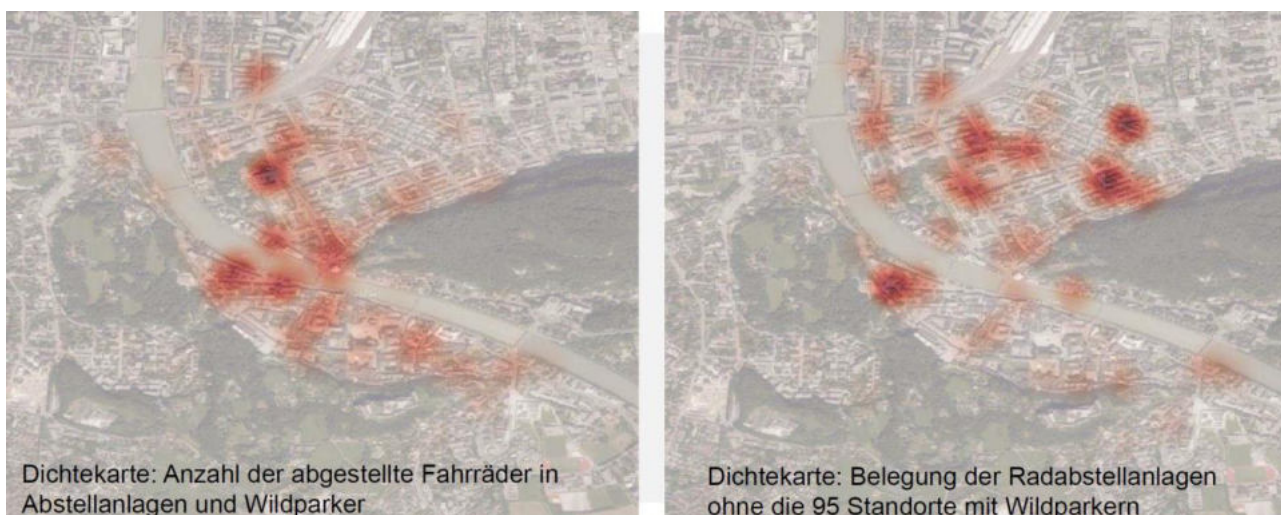 Dichtekarte: Anzahl der abgestellte Fahrräder in
Abstellanlagen und Wildparker
Dichtekarte: Belegung der Radabstellanlagen
ohne die 95 Standorte mit Wildparkern